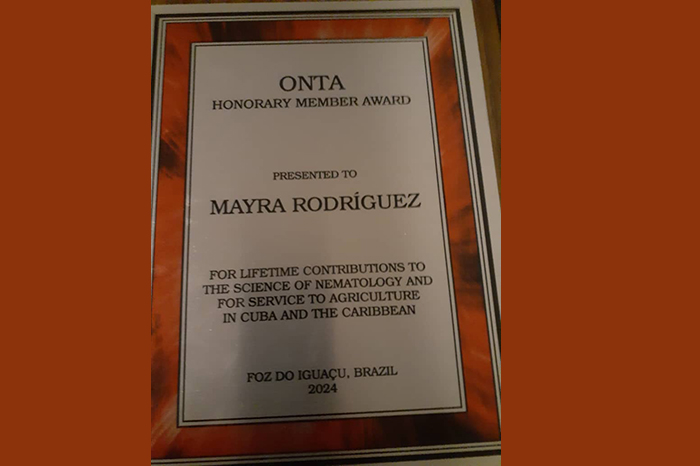 ONTA
HONORARY MEMBER AWARD
PRESENTED TO
MAYRA RODRÍGUEZ
FOR LIFETIME CONTRIBUTIONS TO
THE SCIENCE OF NEMATOLOGY AND
FOR SERVICE TO AGRICULTURE
IN CUBA AND THE CARIBBEAN
FOZ DO IGUAÇU, BRAZIL
2024